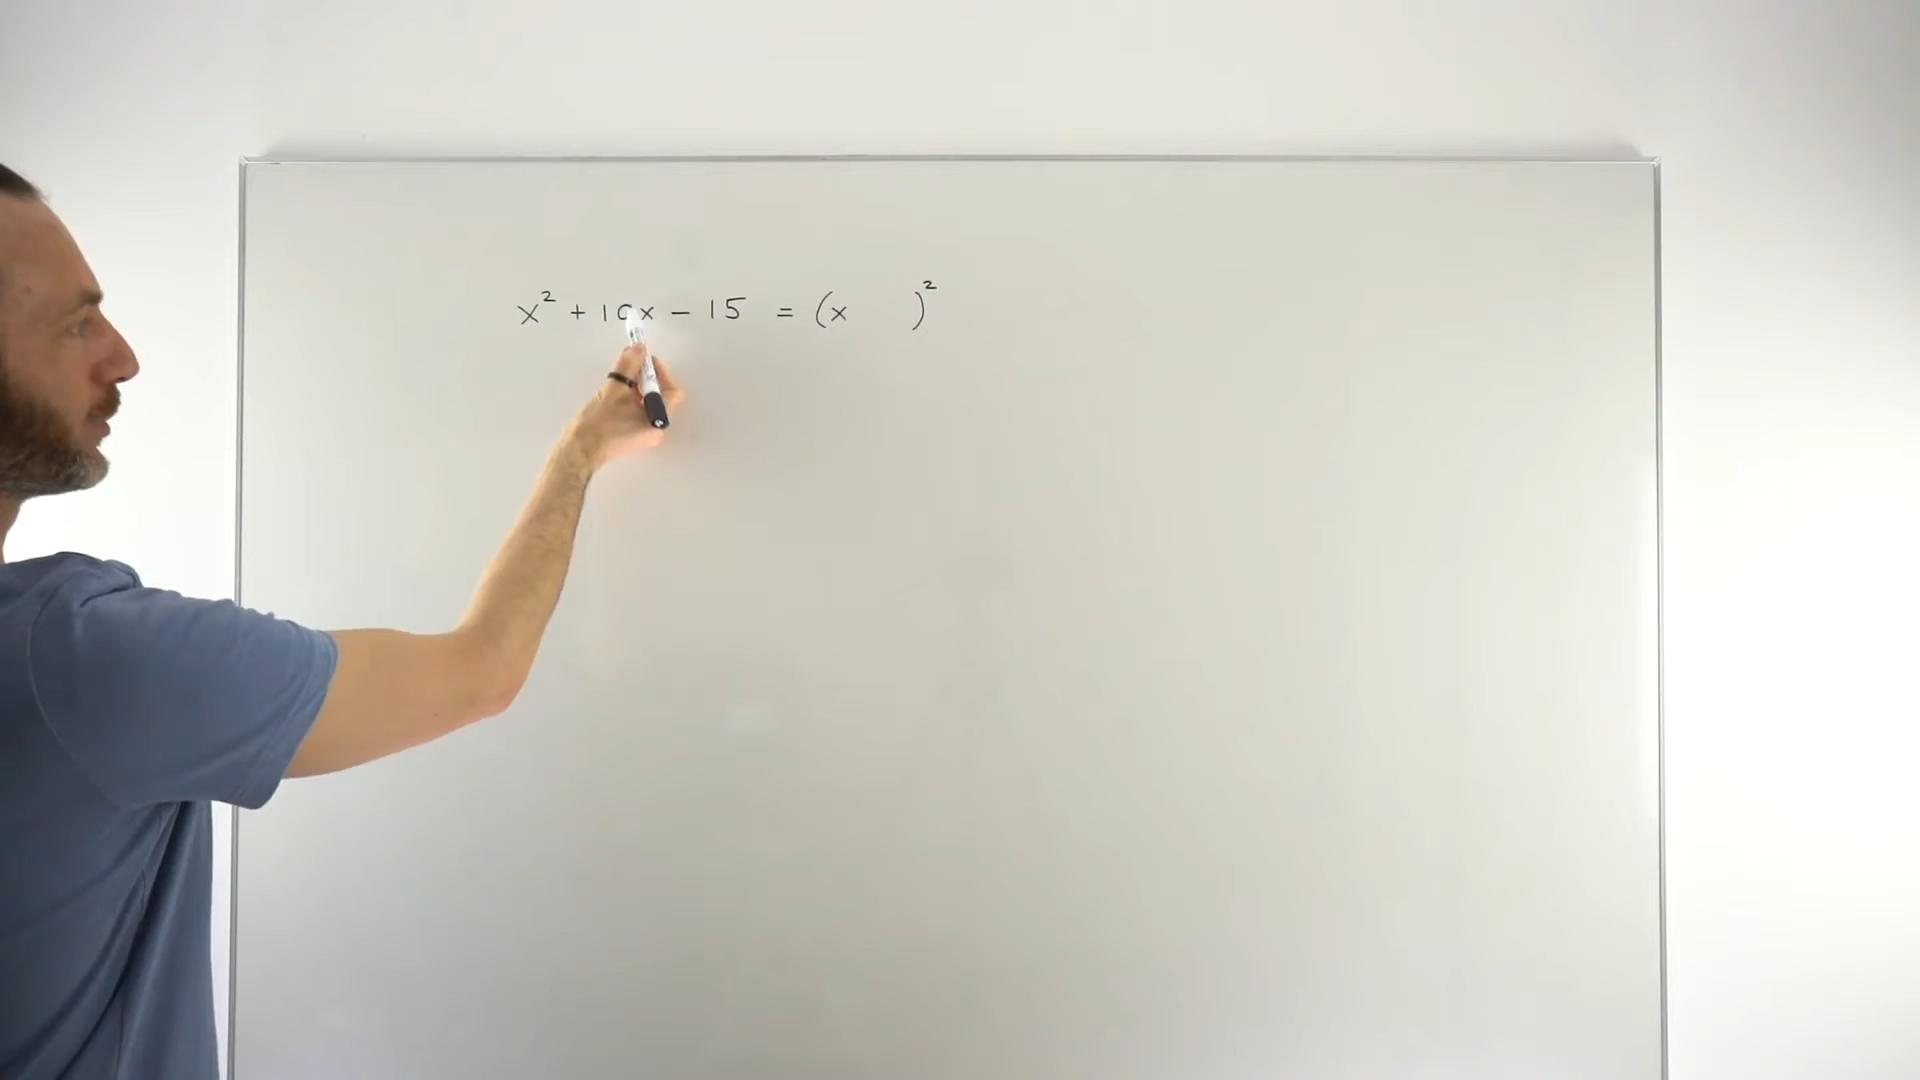 x² + 10x − 15 = (x )²